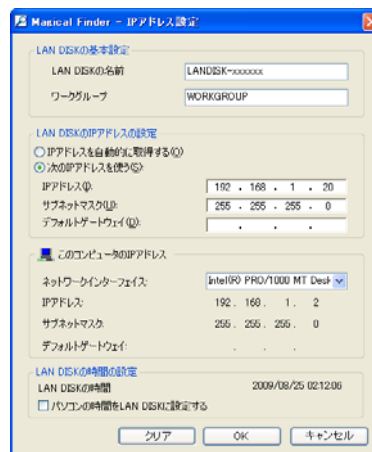 Magical Finder - IPアドレス設定
LAN DISKの基本設定
LAN DISKの名前 LANDISK-xxxxxx
ワークグループ WORKGROUP
LAN DISKのIPアドレスの設定
IPアドレスを自動的に取得する(O)
次のIPアドレスを使う(S):
IPアドレス(I): 192 . 168 . 1 . 20
サブネットマスク(U): 255 . 255 . 255 . 0
デフォルトゲートウェイ(D): . . .
このコンピュータのIPアドレス
ネットワークインターフェイス: Intel(R) PRO/1000 MT Desk
IPアドレス: 192 . 168 . 1 . 2
サブネットマスク: 255 . 255 . 255 . 0
デフォルトゲートウェイ: . . .
LAN DISKの時間の設定
LAN DISKの時間 2009/08/25 02:12:06
パソコンの時間をLAN DISKに設定する
クリア OK キャンセル